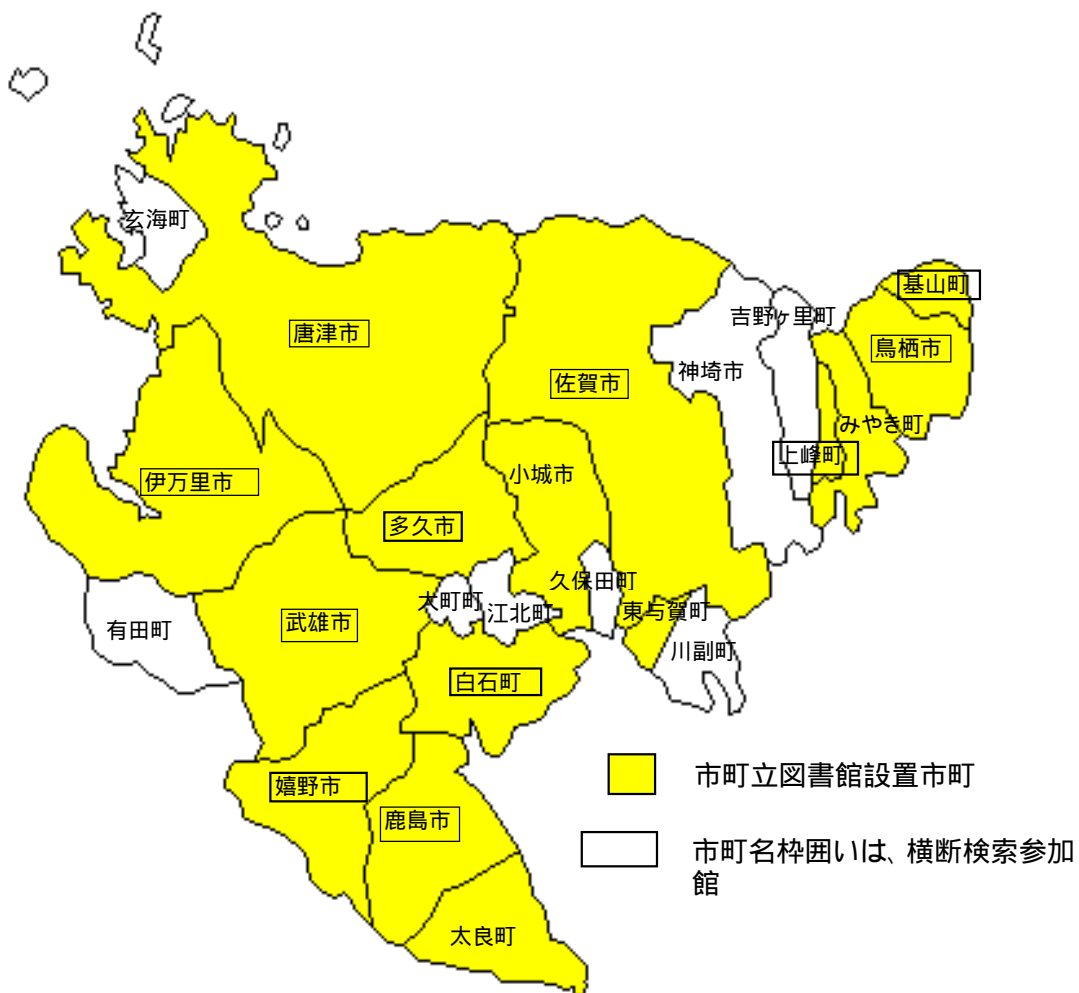 玄海町
基山町
吉野ヶ里町
唐津市
鳥栖市
神埼市
佐賀市
みやき町
上峰町
小城市
伊万里市
多久市
久保田町
大町町
江北町
東与賀町
武雄市
有田町
川副町
白石町
市町立図書館設置市町
嬉野市
鹿島市
市町名枠囲いは、横断検索参加
館
太良町